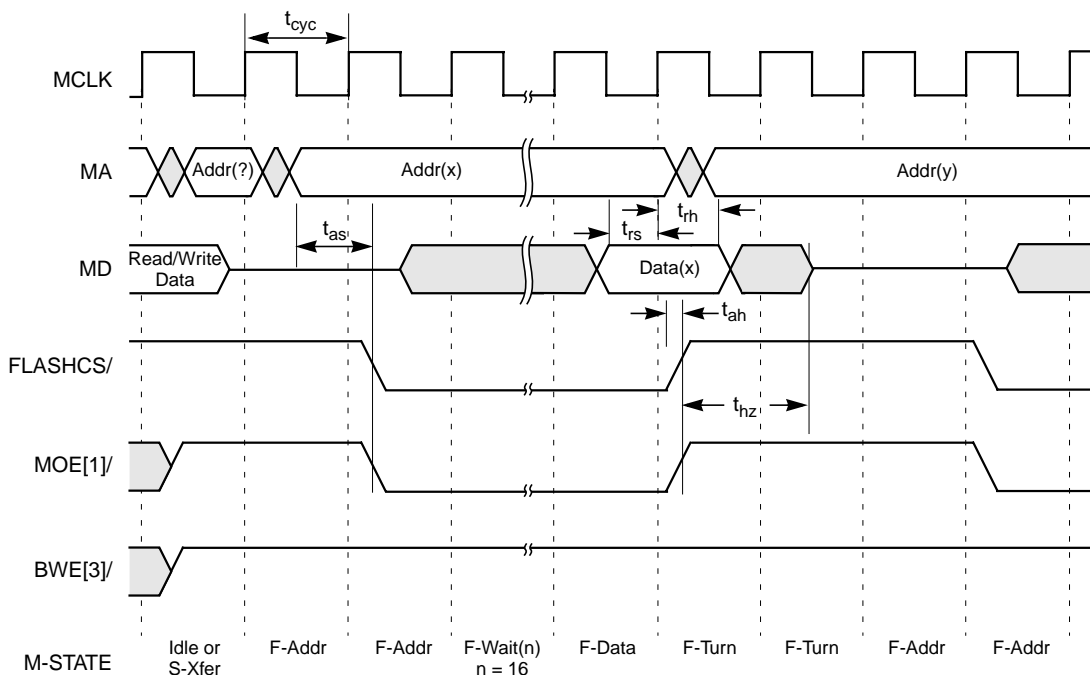 tcyc
MCLK
MA
Addr(?)
Addr(x)
Addr(y)
tas
trs
trh
MD
Read/Write
Data
Data(x)
tah
FLASHCS/
thz
MOE[1]/
BWE[3]/
M-STATE
Idle or
S-Xfer
F-Addr
F-Addr
F-Wait(n)
n = 16
F-Data
F-Turn
F-Turn
F-Addr
F-Addr